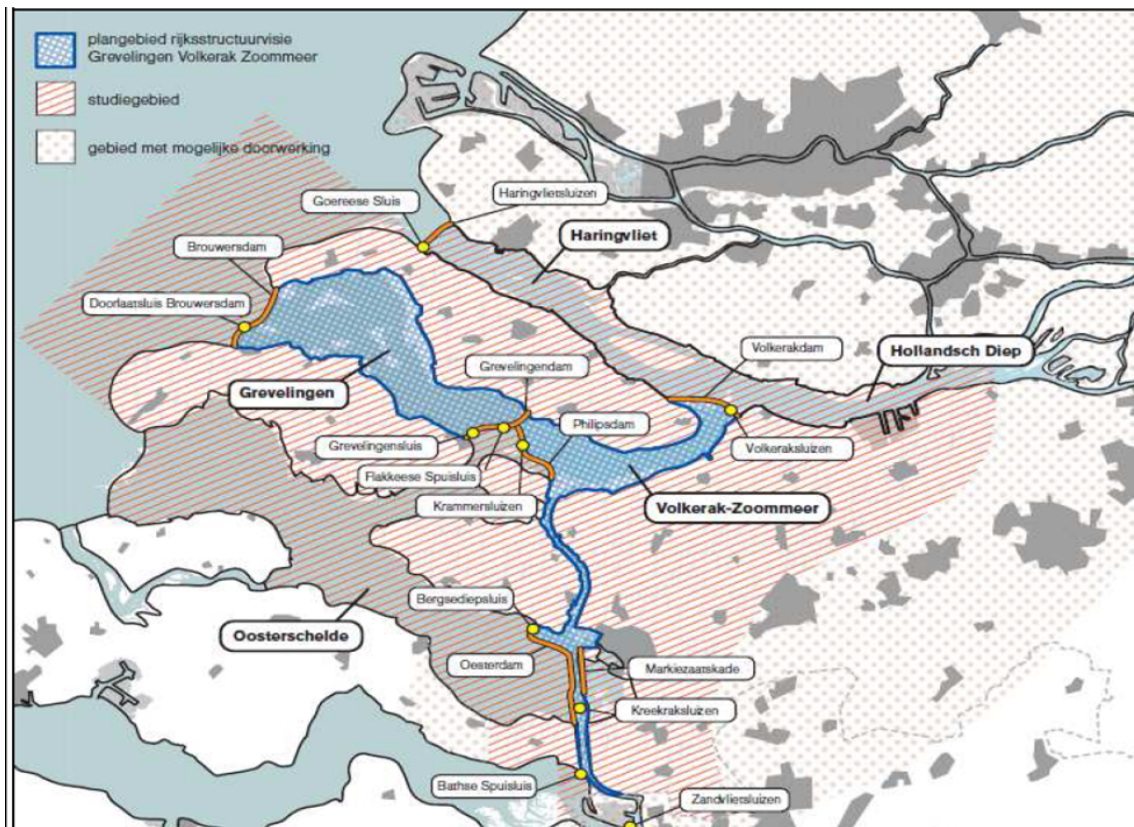 plangebied rijksstructuurvisie
Grevelingen Volkerak Zoommeer
studiegebied
gebied met mogelijke doorwerking
Haringvlietsluizen
Goereese Sluis
Haringvliet
Brouwersdam
Doorlaatsluis Brouwersdam
Volkerakdam
Hollandsch Diep
Grevelingendam
Grevelingen
Philipsdam
Grevelingensluis
Volkeraksluizen
Flakkeese Spuisluis
Krammersluizen
Volkerak-Zoommeer
Bergsediepsluis
Oosterschelde
Oesterdam
Markiezaatskade
Kreekraksluizen
Bathse Spuisluis
Zandvlietsluizen